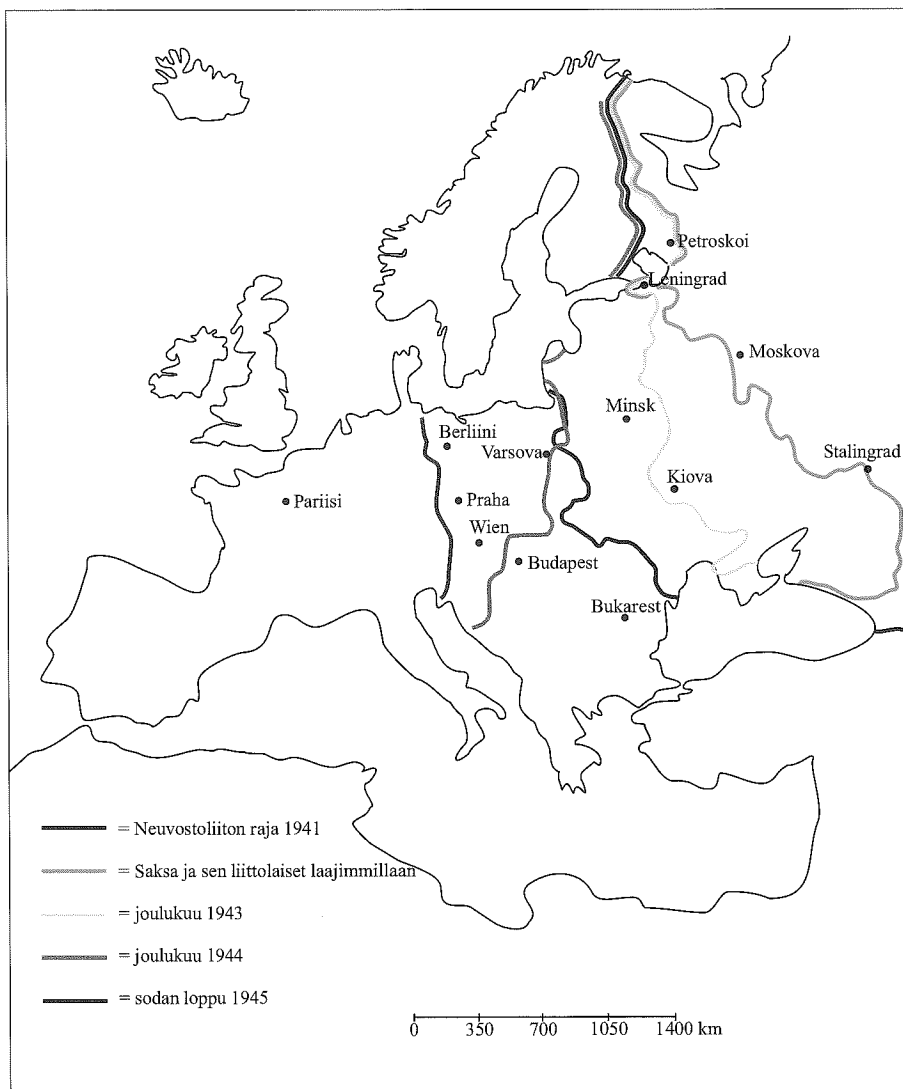 Petroskoi
Leningrad
Moskova
Minsk
Berliini
Varsova
Stalingrad
Kiova
Pariisi
Praha
Wien
Budapest
Bukarest
= Neuvostoliiton raja 1941
= Saksa ja sen liittolaiset laajimmillaan
= joulukuu 1943
= joulukuu 1944
= sodan loppu 1945
0 350 700 1050 1400 km